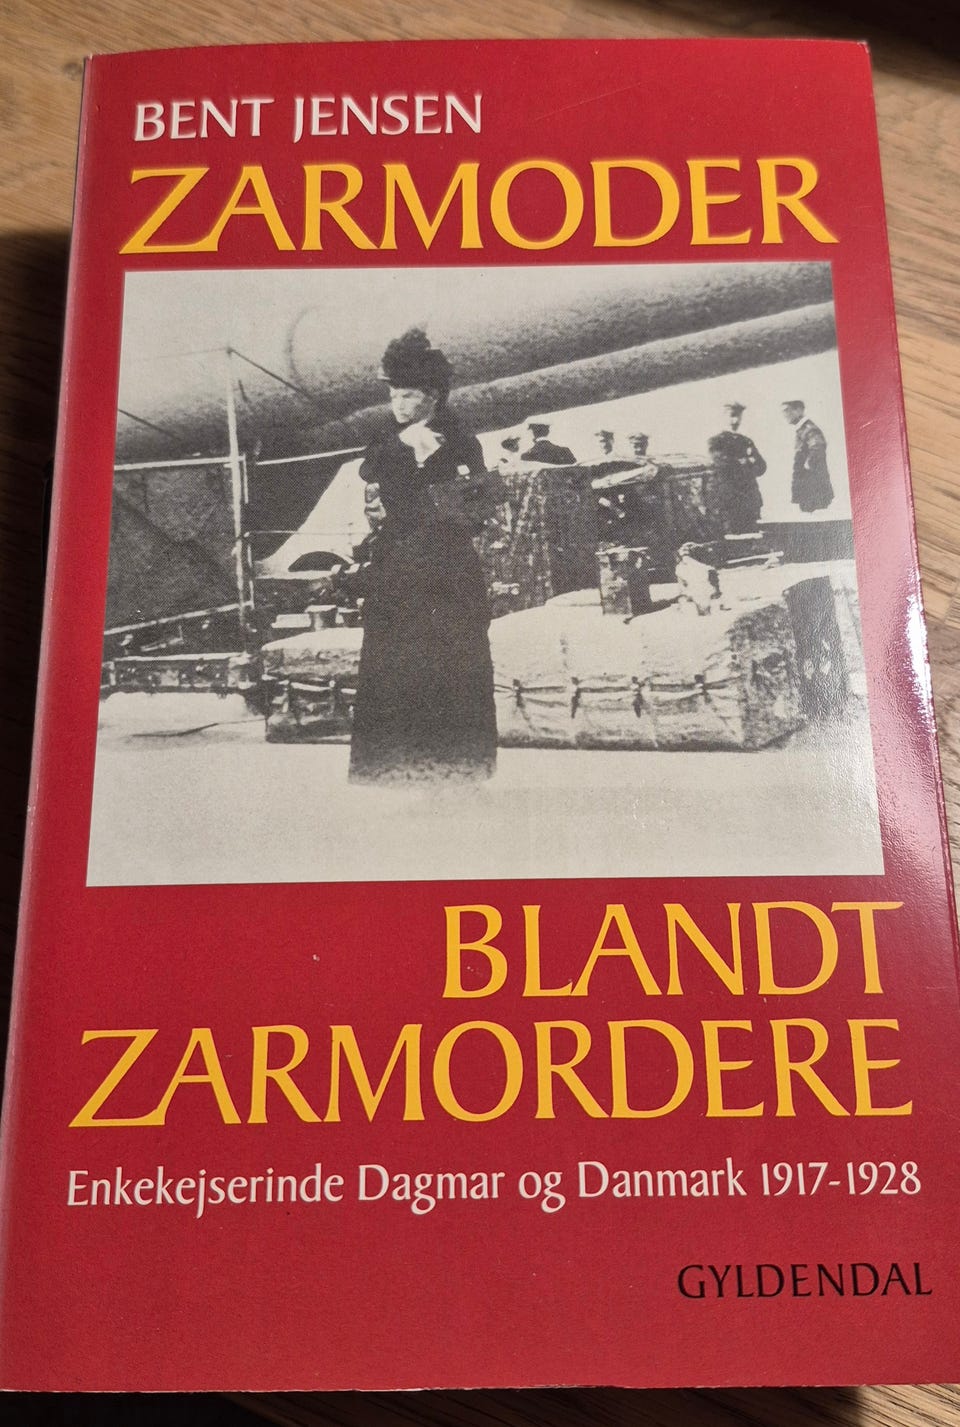 BENT JENSEN
ZARMODER
BLANDT
ZARMORDERE
Enkekejserinde Dagmar og Danmark 1917-1928
GYLDENDAL